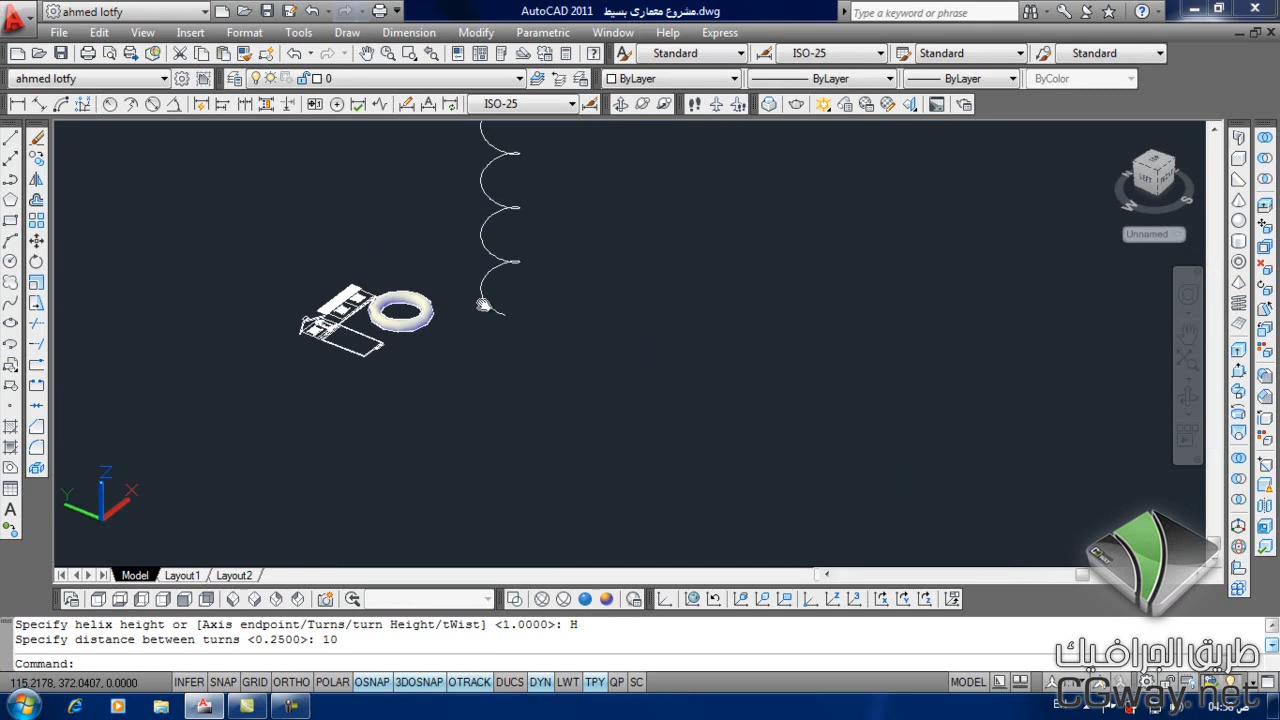 AutoCAD 2011 مشروع معمارى بسيط.dwg
Type a keyword or phrase
File Edit View Insert Format Tools Draw Dimension Modify Parametric Window Help Express
Standard ISO-25 Standard Standard
ahmed lotfy 0 ByLayer ByLayer ByLayer ByColor
ISO-25
TOP
LEFT
W S
Unnamed
Z
Y X
Model Layout1 Layout2
Specify helix height or [Axis endpoint/Turns/turn Height/tWist] <1.0000>: H
Specify distance between turns <0.2500>: 10
Command:
طريق الجرافيك
115.2178, 372.0407, 0.0000 INFER SNAP GRID ORTHO POLAR OSNAP 3DOSNAP OTRACK DUCS DYN LWT TPY QP SC MODEL
CGway.net